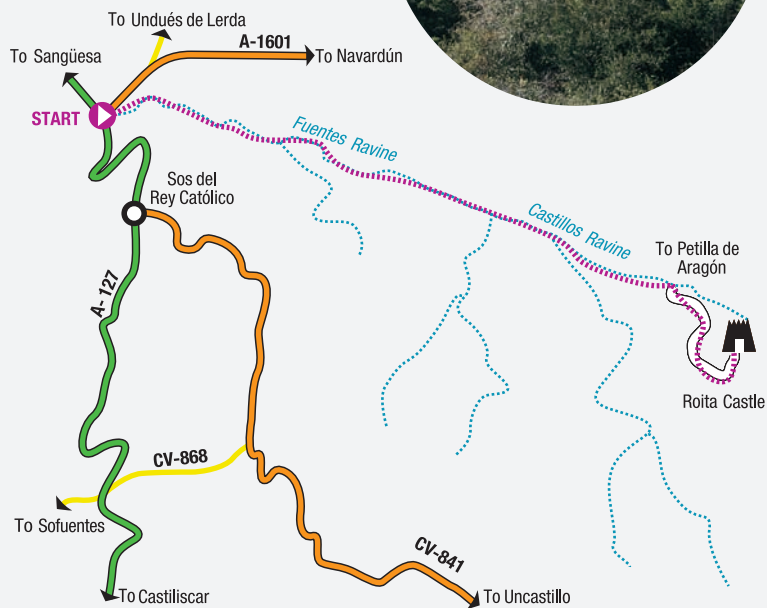 To Undués de Lerda
A-1601
To Sangüesa
To Navardún
START
Fuentes Ravine
Sos del
Rey Católico
Castillos Ravine
To Petilla de
Aragón
A-127
Roita Castle
CV-868
To Sofuentes
CV-841
To Castiliscar
To Uncastillo